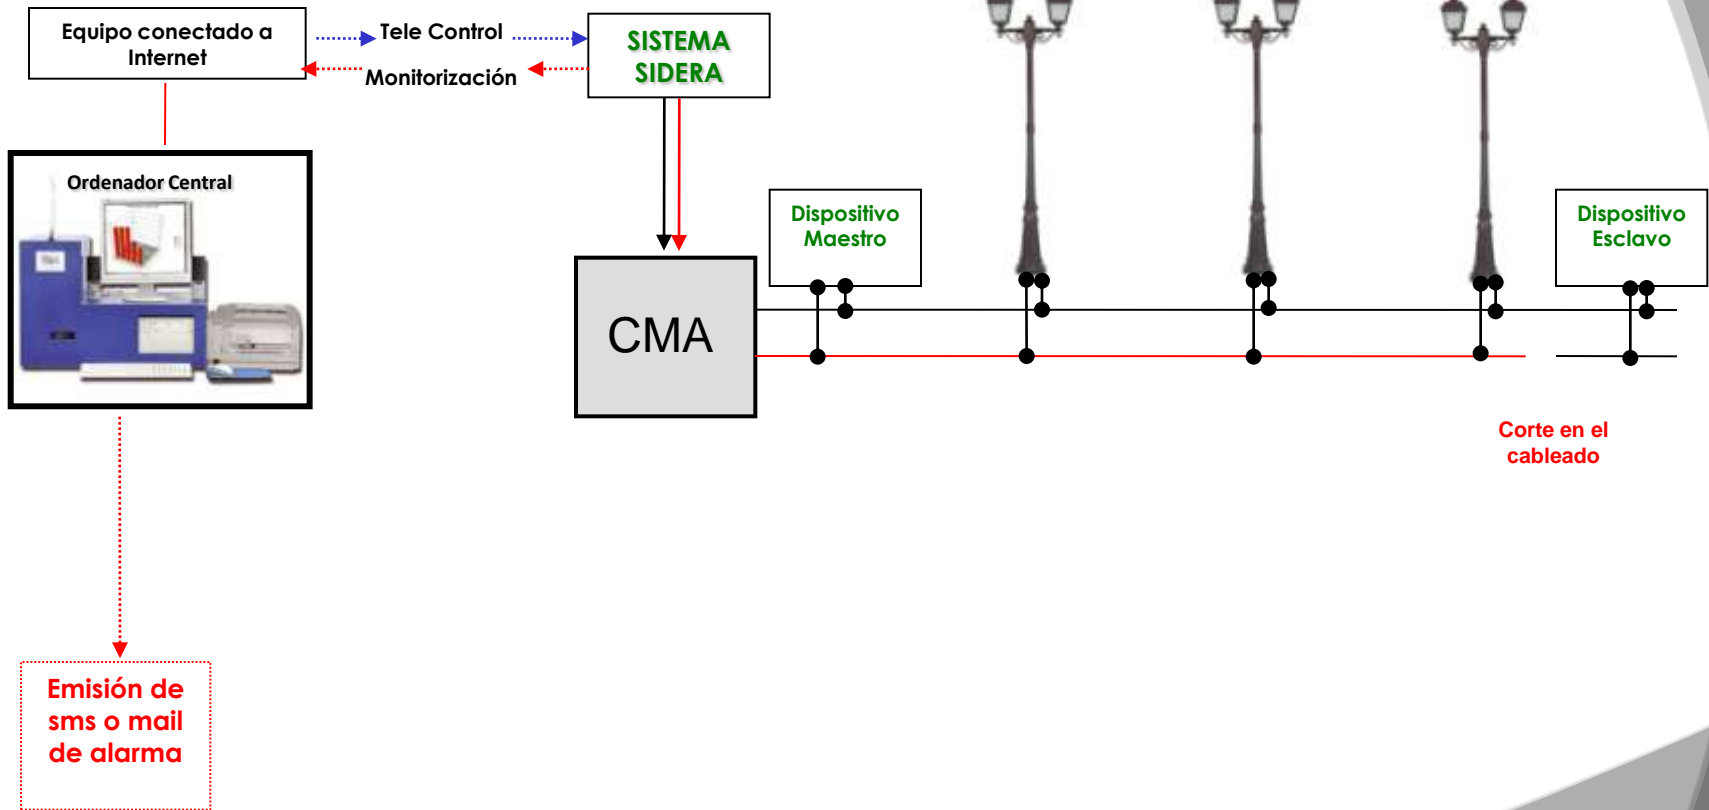 Equipo conectado a
Internet
Tele Control
Monitorización
SISTEMA
SIDERA
Ordenador Central
Dispositivo
Maestro
Dispositivo
Esclavo
CMA
Corte en el
cableado
Emisión de
sms o mail
de alarma